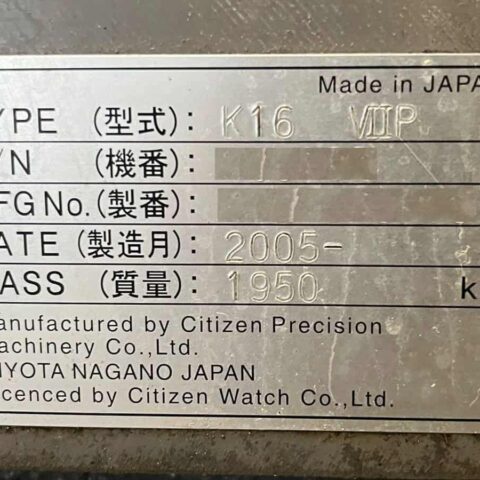 Made in JAPA
YPE (型式): K16 ⅦP
/N (機番):
FG No.(製番):
ATE (製造月): 2005-
ASS (質量): 1950 k
anufactured by Citizen Precision
achinery Co.,Ltd.
IYOTA NAGANO JAPAN
icenced by Citizen Watch Co.,Ltd.